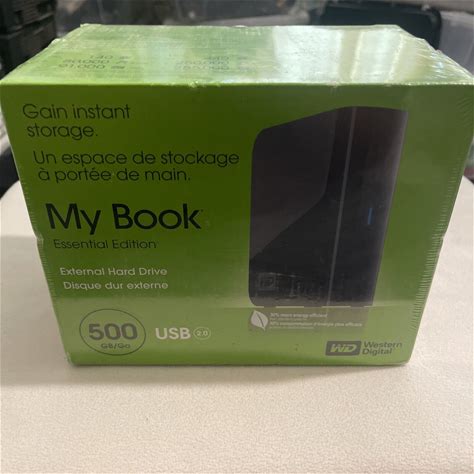 Gain instant
storage.
Un espace de stockage
à portée de main.
My Book
Essential Edition
External Hard Drive
Disque dur externe
500
GB/Go
USB 2.0
WD Western
Digital